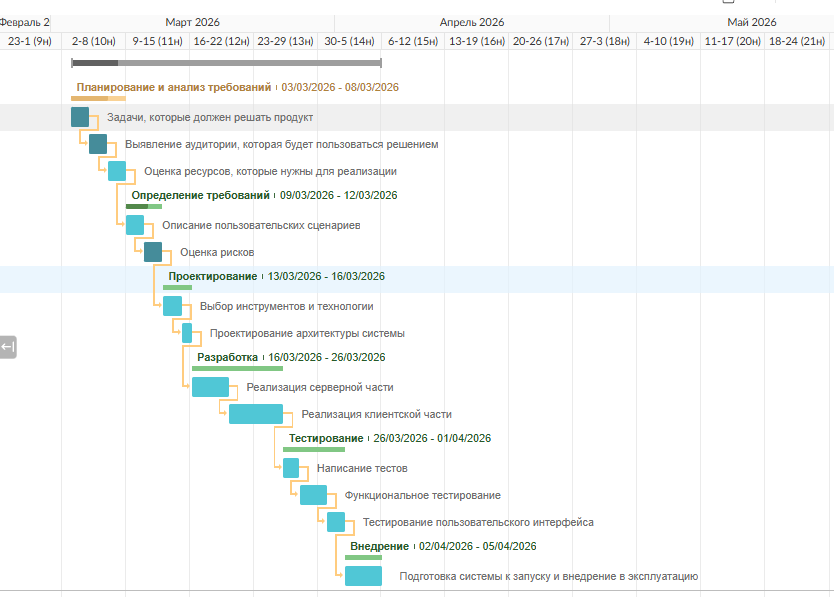 Февраль 2 Март 2026 Апрель 2026 Май 2026
23-1 (9н) 2-8 (10н) 9-15 (11н) 16-22 (12н) 23-29 (13н) 30-5 (14н) 6-12 (15н) 13-19 (16н) 20-26 (17н) 27-3 (18н) 4-10 (19н) 11-17 (20н) 18-24 (21н)
Планирование и анализ требований 03/03/2026 - 08/03/2026
Задачи, которые должен решать продукт
Выявление аудитории, которая будет пользоваться решением
Оценка ресурсов, которые нужны для реализации
Определение требований 09/03/2026 - 12/03/2026
Описание пользовательских сценариев
Оценка рисков
Проектирование 13/03/2026 - 16/03/2026
Выбор инструментов и технологии
Проектирование архитектуры системы
Разработка 16/03/2026 - 26/03/2026
Реализация серверной части
Реализация клиентской части
Тестирование 26/03/2026 - 01/04/2026
Написание тестов
Функциональное тестирование
Тестирование пользовательского интерфейса
Внедрение 02/04/2026 - 05/04/2026
Подготовка системы к запуску и внедрение в эксплуатацию